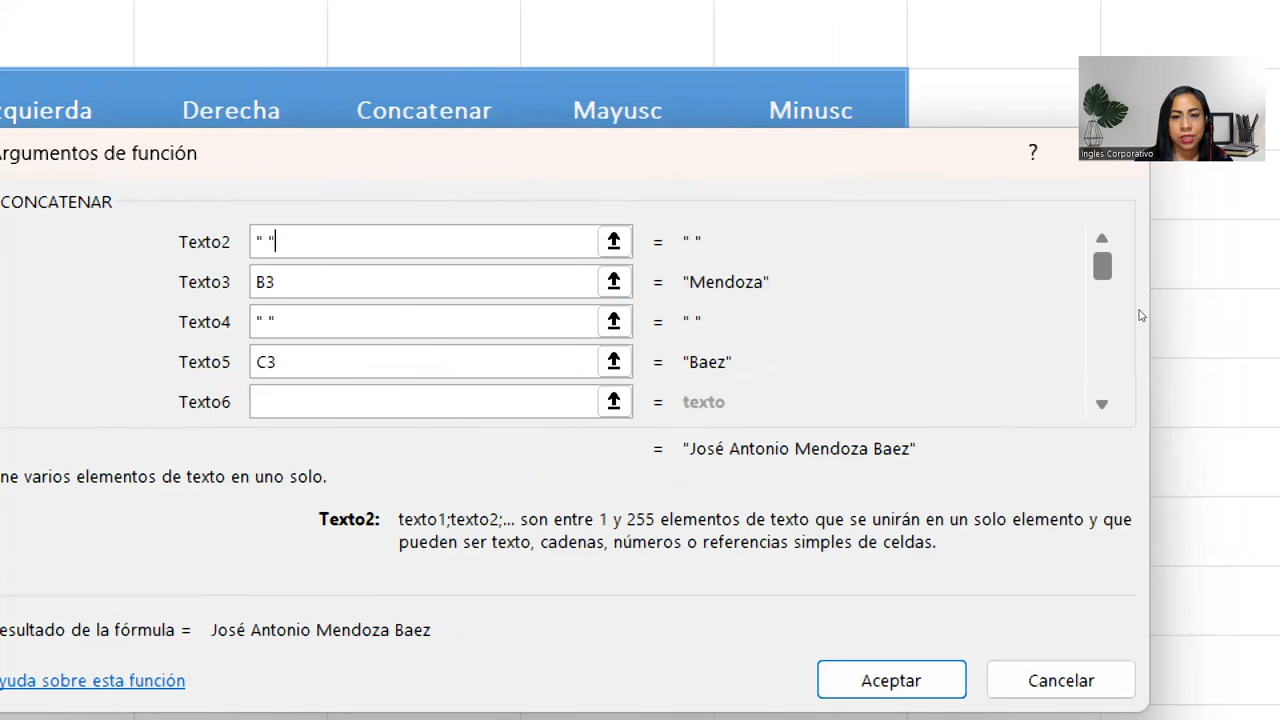 zquierda Derecha Concatenar Mayusc Minusc
Argumentos de función ?
CONCATENAR
Texto2 " " = " "
Texto3 B3 = "Mendoza"
Texto4 " " = " "
Texto5 C3 = "Baez"
Texto6 = texto
= "José Antonio Mendoza Baez"
ne varios elementos de texto en uno solo.
Texto2: texto1;texto2;... son entre 1 y 255 elementos de texto que se unirán en un solo elemento y que
pueden ser texto, cadenas, números o referencias simples de celdas.
esultado de la fórmula = José Antonio Mendoza Baez
yuda sobre esta función Aceptar Cancelar
Ingles Corporativo